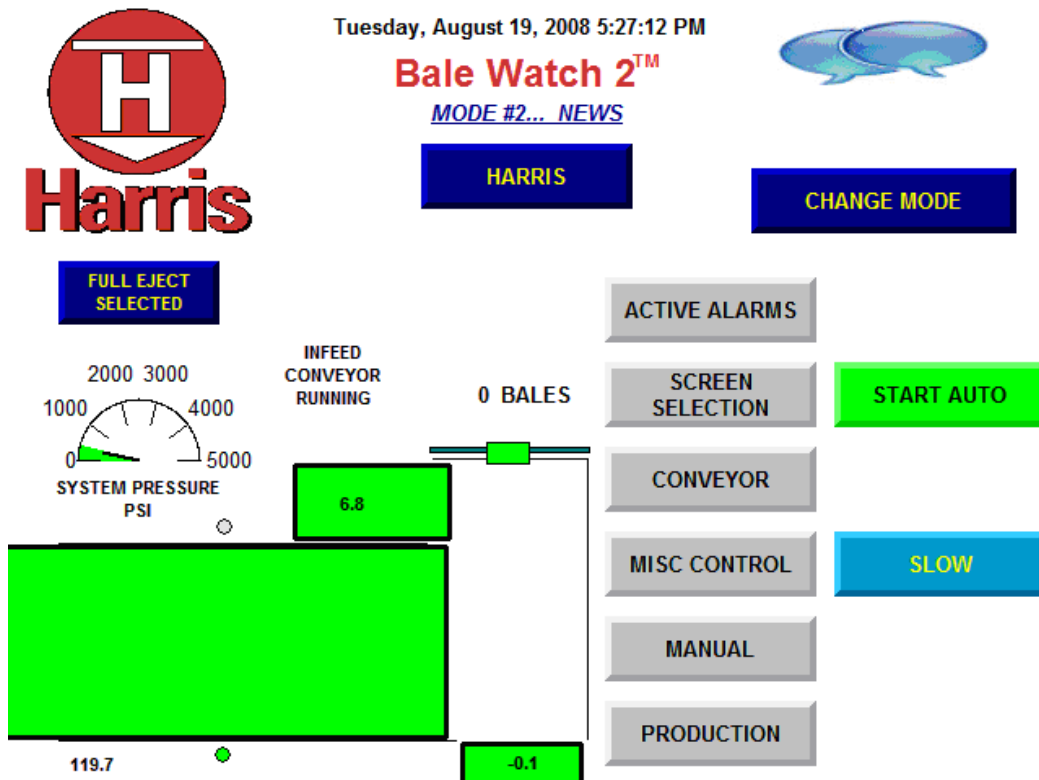 Tuesday, August 19, 2008 5:27:12 PM
Bale Watch 2™
MODE #2... NEWS
H
Harris
HARRIS
CHANGE MODE
FULL EJECT
SELECTED
ACTIVE ALARMS
INFEED
CONVEYOR
RUNNING
2000 3000
1000
4000
0
5000
SYSTEM PRESSURE
PSI
0 BALES
SCREEN
SELECTION
START AUTO
CONVEYOR
6.8
MISC CONTROL
SLOW
MANUAL
PRODUCTION
119.7
-0.1